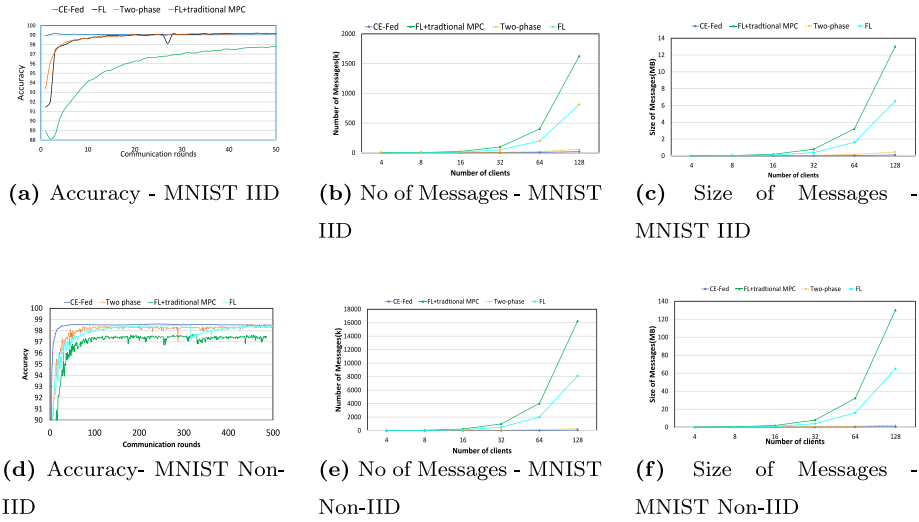 CE-Fed FL Two-phase FL+traditional MPC
Accuracy
100
99
98
97
96
95
94
93
92
91
90
89
88
0 10 20 30 40 50
Communication rounds
(a) Accuracy - MNIST IID
CE-Fed FL+tradtional MPC Two-phase FL
Number of Messages(k)
2000
1500
1000
500
0
4 8 16 32 64 128
Number of clients
(b) No of Messages - MNIST
IID
CE-Fed FL+traditional MPC Two-phase FL
Size of Messages(MB)
14
12
10
8
6
4
2
0
4 8 16 32 64 128
Number of clients
(c) Size of Messages -
MNIST IID
CE-Fed Two phase FL+traditional MPC FL
Accuracy
100
99
98
97
96
95
94
93
92
91
90
0 100 200 300 400 500
Communication rounds
(d) Accuracy- MNIST Non-
IID
CE-Fed FL+traditional MPC Two-phase FL
Number of Messages(k)
18000
16000
14000
12000
10000
8000
6000
4000
2000
0
4 8 16 32 64 128
Number of clients
(e) No of Messages - MNIST
Non-IID
CE-Fed FL+traditional MPC Two-phase FL
Size of Messages(MB)
140
120
100
80
60
40
20
0
4 8 16 32 64 128
Number of clients
(f) Size of Messages -
MNIST Non-IID